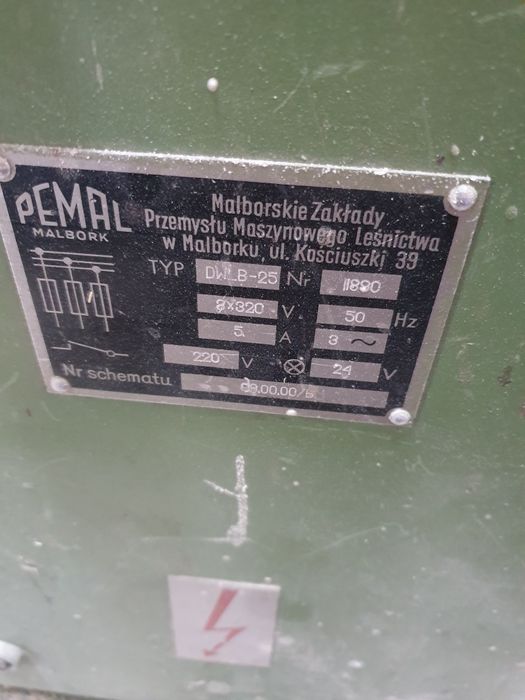 PEMAL
MALBORK
Malborskie Zakłady
Przemysłu Maszynowego Leśnictwa
w Malborku, ul. Kościuszki 39
TYP DWLB-25 Nr 11890
V 50 Hz
5 A 3 ~
220 V 24 V
Nr schematu